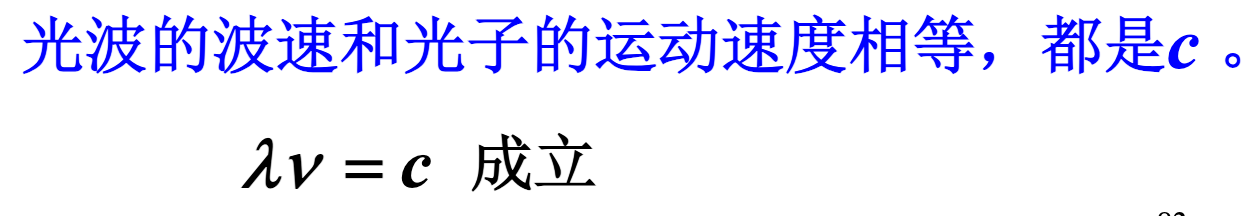 光波的波速和光子的运动速度相等，都是c 。
λν = c 成立